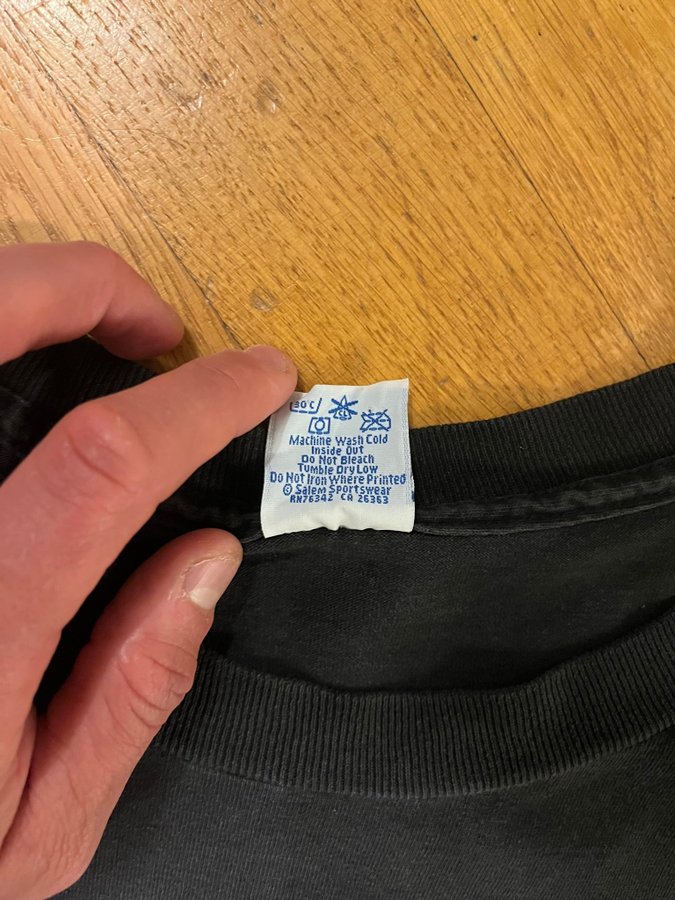 30°C
CL
Machine Wash Cold
Inside Out
Do Not Bleach
Tumble Dry Low
Do Not Iron Where Printed
© Salem Sportswear
RN76342 CA 26363